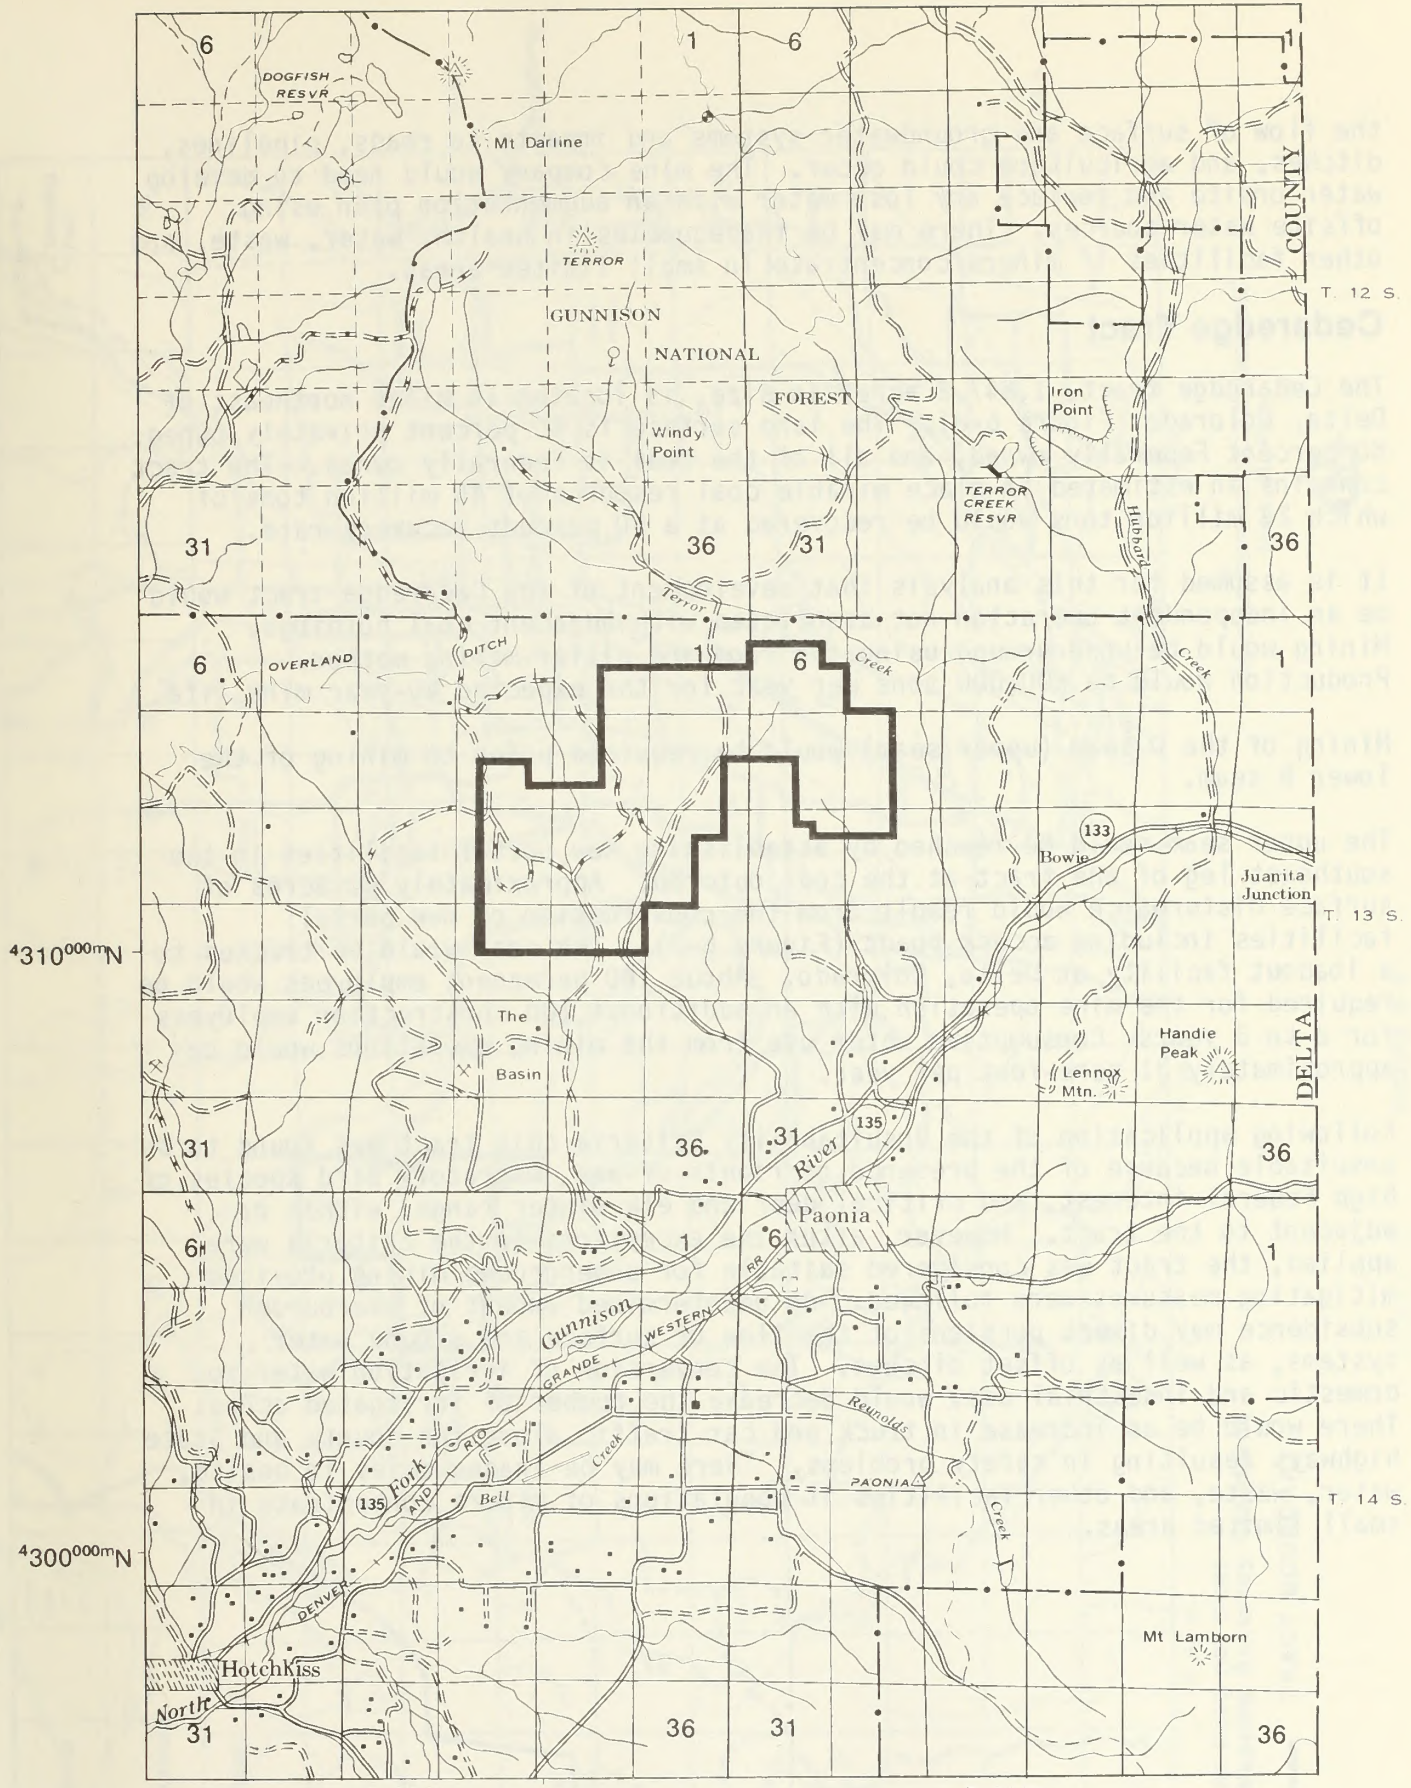 6
1
6
1
DOGFISH
RESVR
Mt Darline
TERROR
COUNTY
T. 12 S.
GUNNISON
NATIONAL
FOREST
Iron
Point
Windy
Point
TERROR
CREEK
RESVR
Hubbard
31
36
31
36
Terror
6
OVERLAND
DITCH
1
6
Creek
Creek
1
133
Bowie
Juanita
Junction
T. 13 S.
4310000mN
The
Basin
Handie
Peak
Lennox
Mtn.
DELTA
31
36
31
135
River
36
Paonia
6
1
6
1
RR
Gunnison
WESTERN
GRANDE
Reynolds
RIO
Creek
Fork
AND
135
Bell
PAONIA
Creek
T. 14 S.
4300000mN
DENVER
Mt Lamborn
Hotchkiss
North
31
36
31
36